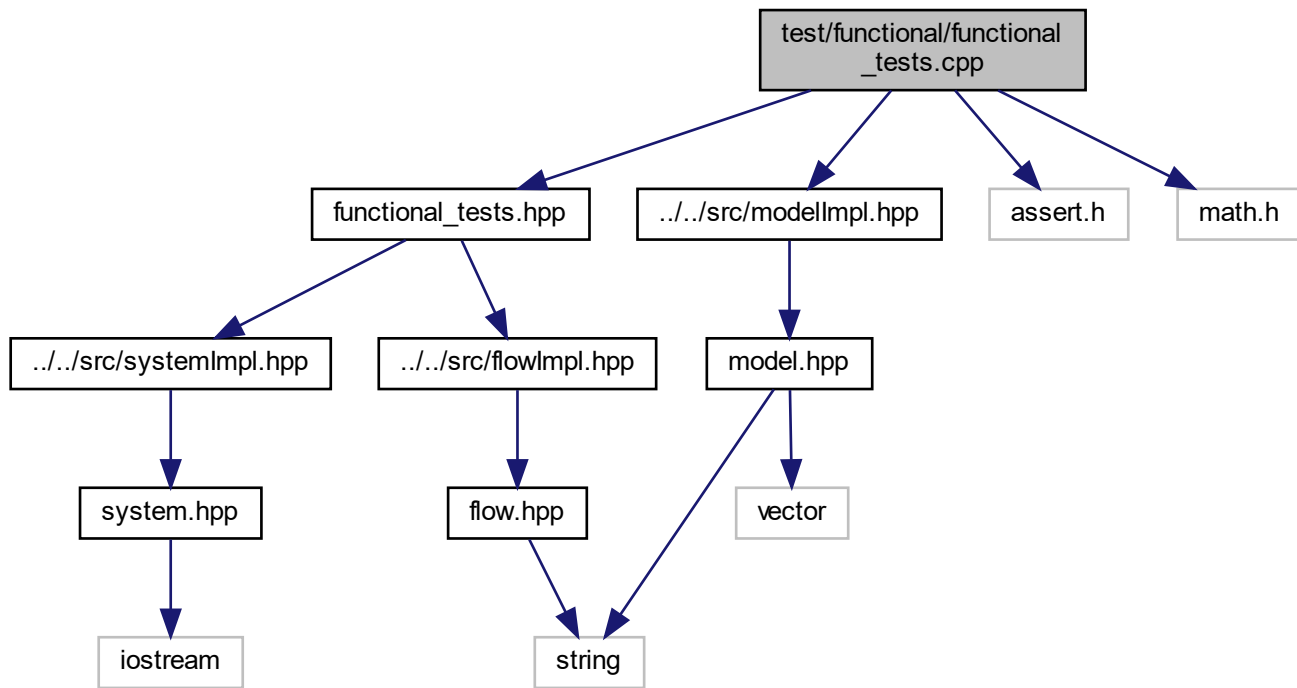 test/functional/functional
_tests.cpp
functional_tests.hpp
../../src/modelImpl.hpp
assert.h
math.h
../../src/systemImpl.hpp
../../src/flowImpl.hpp
model.hpp
system.hpp
flow.hpp
vector
iostream
string